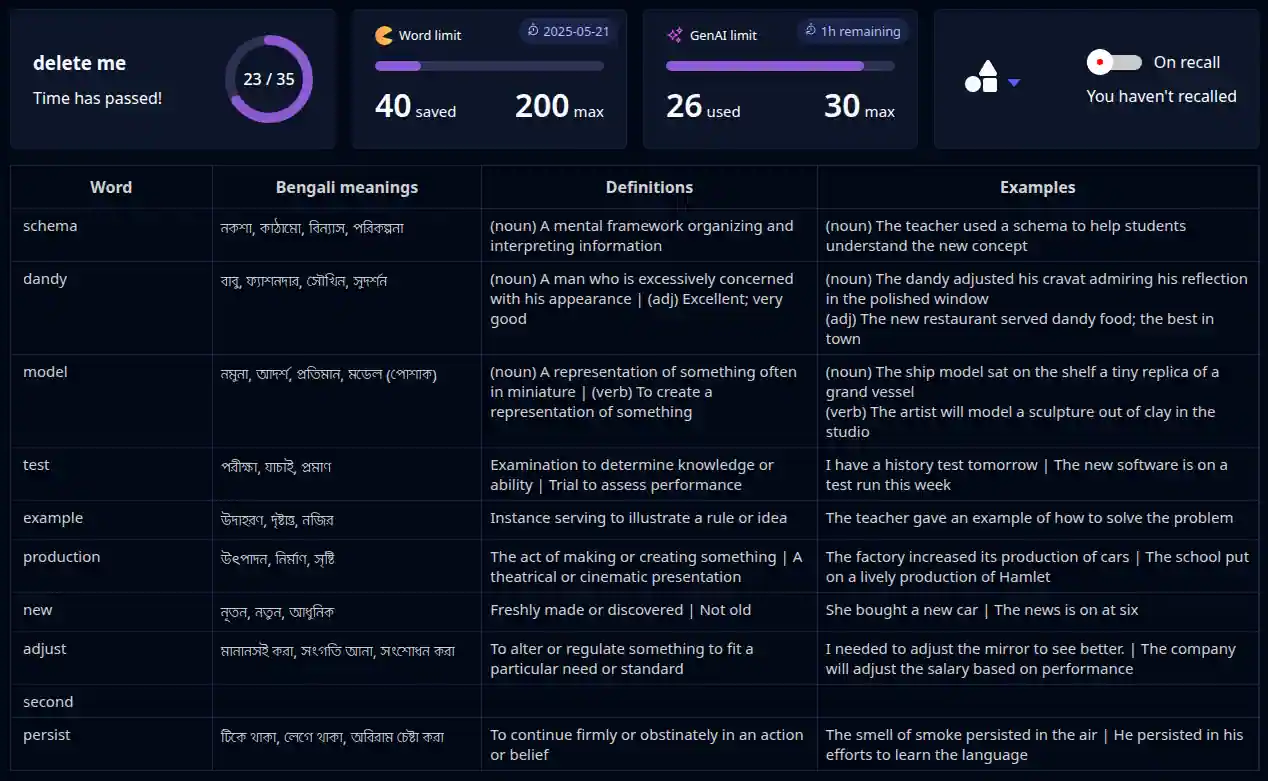 delete me
Time has passed!
23 / 35
Word limit
2025-05-21
40 saved
200 max
GenAI limit
1h remaining
26 used
30 max
On recall
You haven't recalled
Word
Bengali meanings
Definitions
Examples
schema
নকশা, কাঠামো, বিন্যাস, পরিকল্পনা
(noun) A mental framework organizing and
interpreting information
(noun) The teacher used a schema to help students
understand the new concept
dandy
বাবু, ফ্যাশনদার, সৌখিন, সুদর্শন
(noun) A man who is excessively concerned
with his appearance | (adj) Excellent; very
good
(noun) The dandy adjusted his cravat admiring his reflection
in the polished window
(adj) The new restaurant served dandy food; the best in
town
model
নমুনা, আদর্শ, প্রতিমান, মডেল (পোশাক)
(noun) A representation of something often
in miniature | (verb) To create a
representation of something
(noun) The ship model sat on the shelf a tiny replica of a
grand vessel
(verb) The artist will model a sculpture out of clay in the
studio
test
পরীক্ষা, যাচাই, প্রমাণ
Examination to determine knowledge or
ability | Trial to assess performance
I have a history test tomorrow | The new software is on a
test run this week
example
উদাহরণ, দৃষ্টান্ত, নজির
Instance serving to illustrate a rule or idea
The teacher gave an example of how to solve the problem
production
উৎপাদন, নির্মাণ, সৃষ্টি
The act of making or creating something | A
theatrical or cinematic presentation
The factory increased its production of cars | The school put
on a lively production of Hamlet
new
নূতন, নতুন, আধুনিক
Freshly made or discovered | Not old
She bought a new car | The news is on at six
adjust
মানানসই করা, সংগতি আনা, সংশোধন করা
To alter or regulate something to fit a
particular need or standard
I needed to adjust the mirror to see better. | The company
will adjust the salary based on performance
second
persist
টিকে থাকা, লেগে থাকা, অবিরাম চেষ্টা করা
To continue firmly or obstinately in an action
or belief
The smell of smoke persisted in the air | He persisted in his
efforts to learn the language